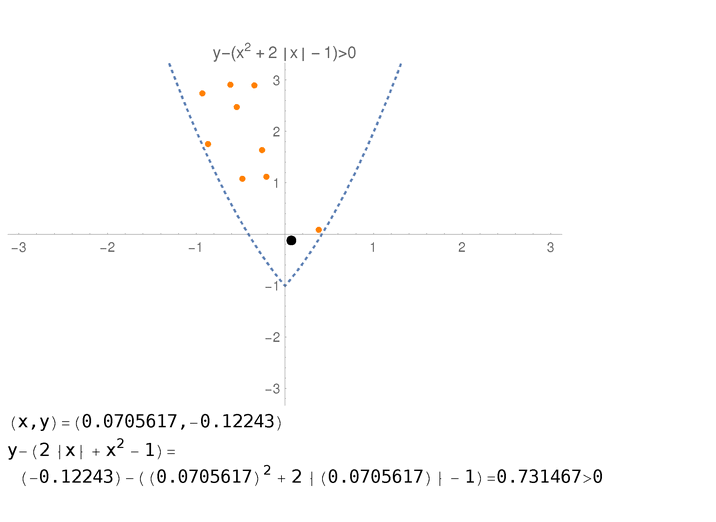 y−(x² + 2 |x| − 1)>0
3
2
1
−3 −2 −1 1 2 3
−1
−2
−3
(x,y)=(0.0705617,−0.12243)
y−(2 |x| + x² − 1)=
(−0.12243)−((0.0705617)² + 2 |(0.0705617)| − 1)=0.731467>0